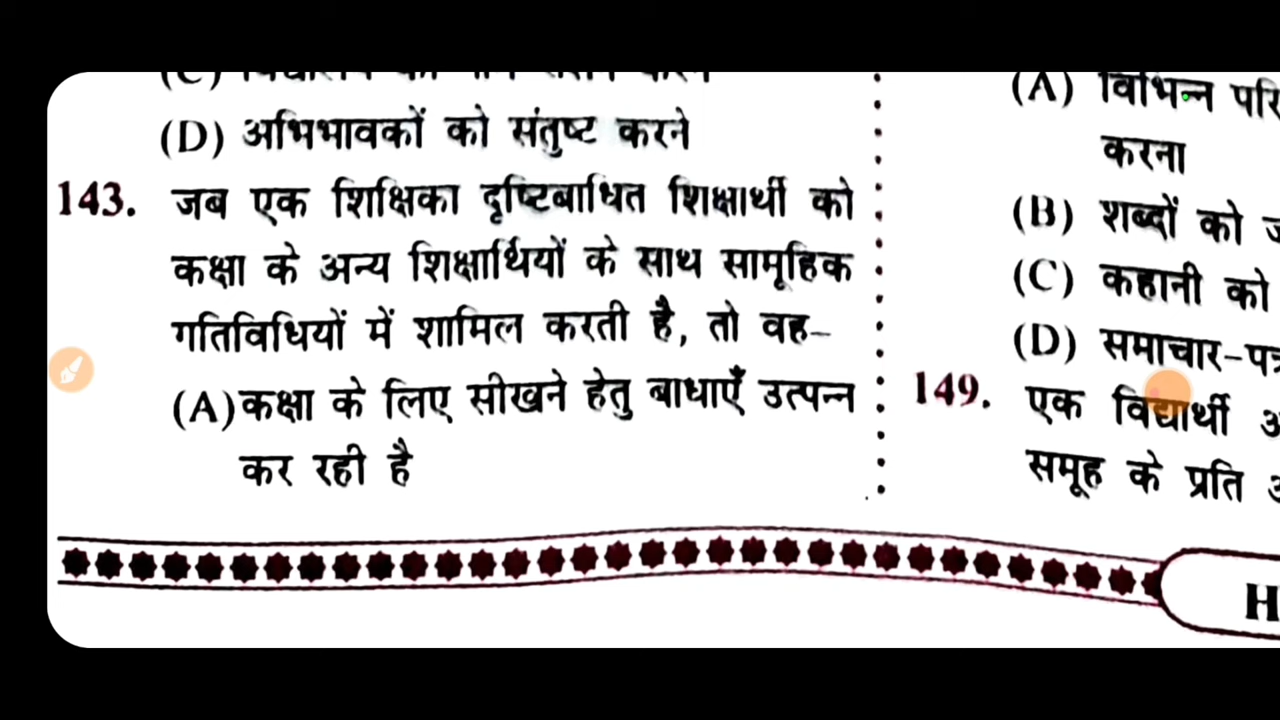 (D) अभिभावकों को संतुष्ट करने
143. जब एक शिक्षिका दृष्टिबाधित शिक्षार्थी को
कक्षा के अन्य शिक्षार्थियों के साथ सामूहिक
गतिविधियों में शामिल करती है, तो वह–
(A) कक्षा के लिए सीखने हेतु बाधाएँ उत्पन्न
कर रही है
(A) विभिन्न परि
करना
(B) शब्दों को
(C) कहानी को
(D) समाचार-पत्र
149. एक विद्यार्थी
समूह के प्रति
H